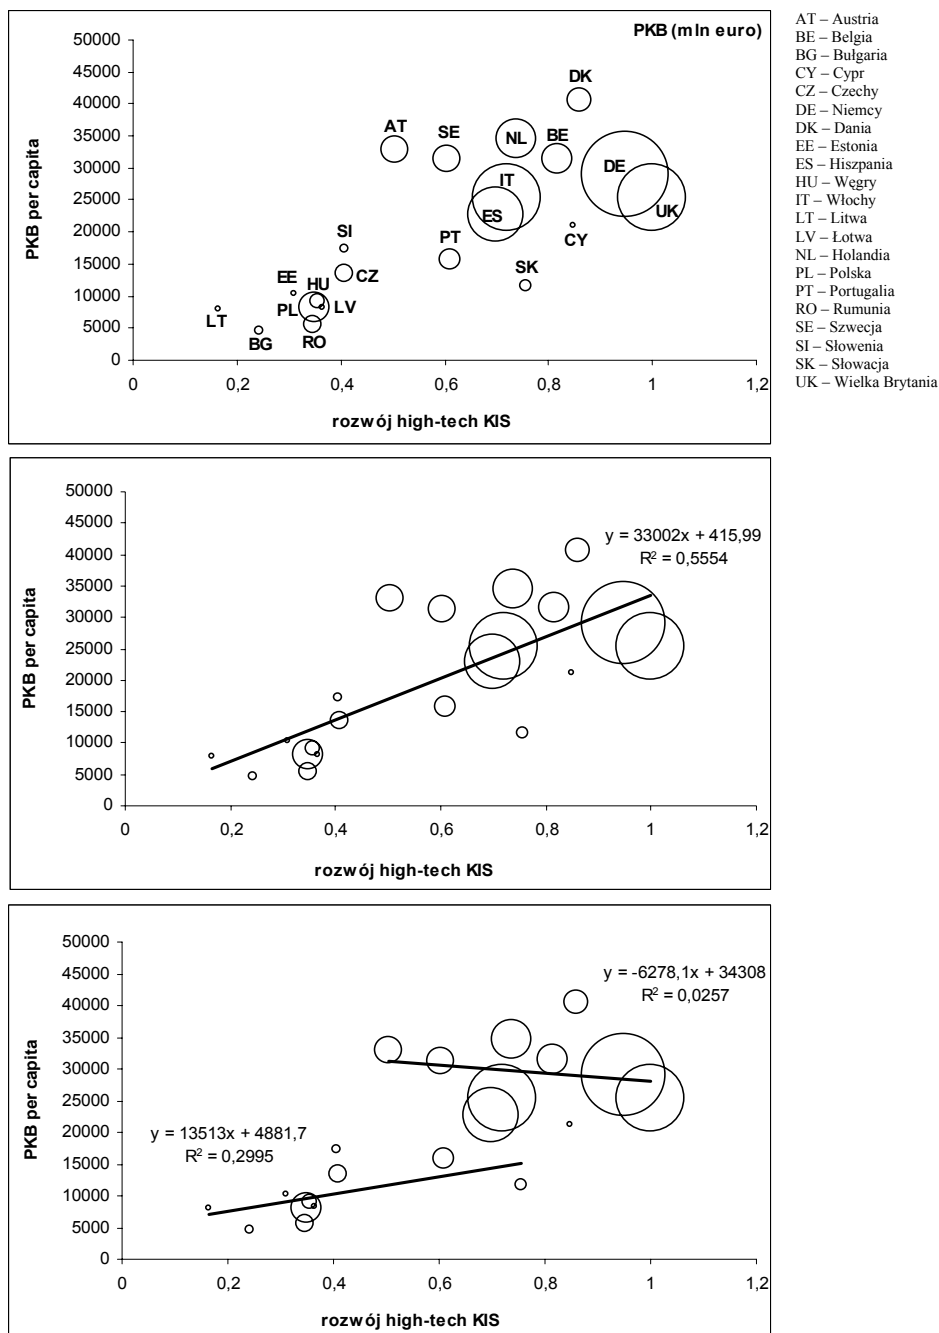 PKB (mln euro)
50000
45000
40000
35000
30000
25000
20000
15000
10000
5000
0
PKB per capita
DK
AT
SE
NL
BE
DE
IT
ES
UK
SI
PT
CY
EE
HU
CZ
SK
PL
LV
LT
BG
RO
0
0,2
0,4
0,6
0,8
1
1,2
rozwój high-tech KIS
AT – Austria
BE – Belgia
BG – Bułgaria
CY – Cypr
CZ – Czechy
DE – Niemcy
DK – Dania
EE – Estonia
ES – Hiszpania
HU – Węgry
IT – Włochy
LT – Litwa
LV – Łotwa
NL – Holandia
PL – Polska
PT – Portugalia
RO – Rumunia
SE – Szwecja
SI – Słowenia
SK – Słowacja
UK – Wielka Brytania
50000
45000
40000
35000
30000
25000
20000
15000
10000
5000
0
PKB per capita
y = 33002x + 415,99
R² = 0,5554
0
0,2
0,4
0,6
0,8
1
1,2
rozwój high-tech KIS
50000
45000
40000
35000
30000
25000
20000
15000
10000
5000
0
PKB per capita
y = -6278,1x + 34308
R² = 0,0257
y = 13513x + 4881,7
R² = 0,2995
0
0,2
0,4
0,6
0,8
1
1,2
rozwój high-tech KIS